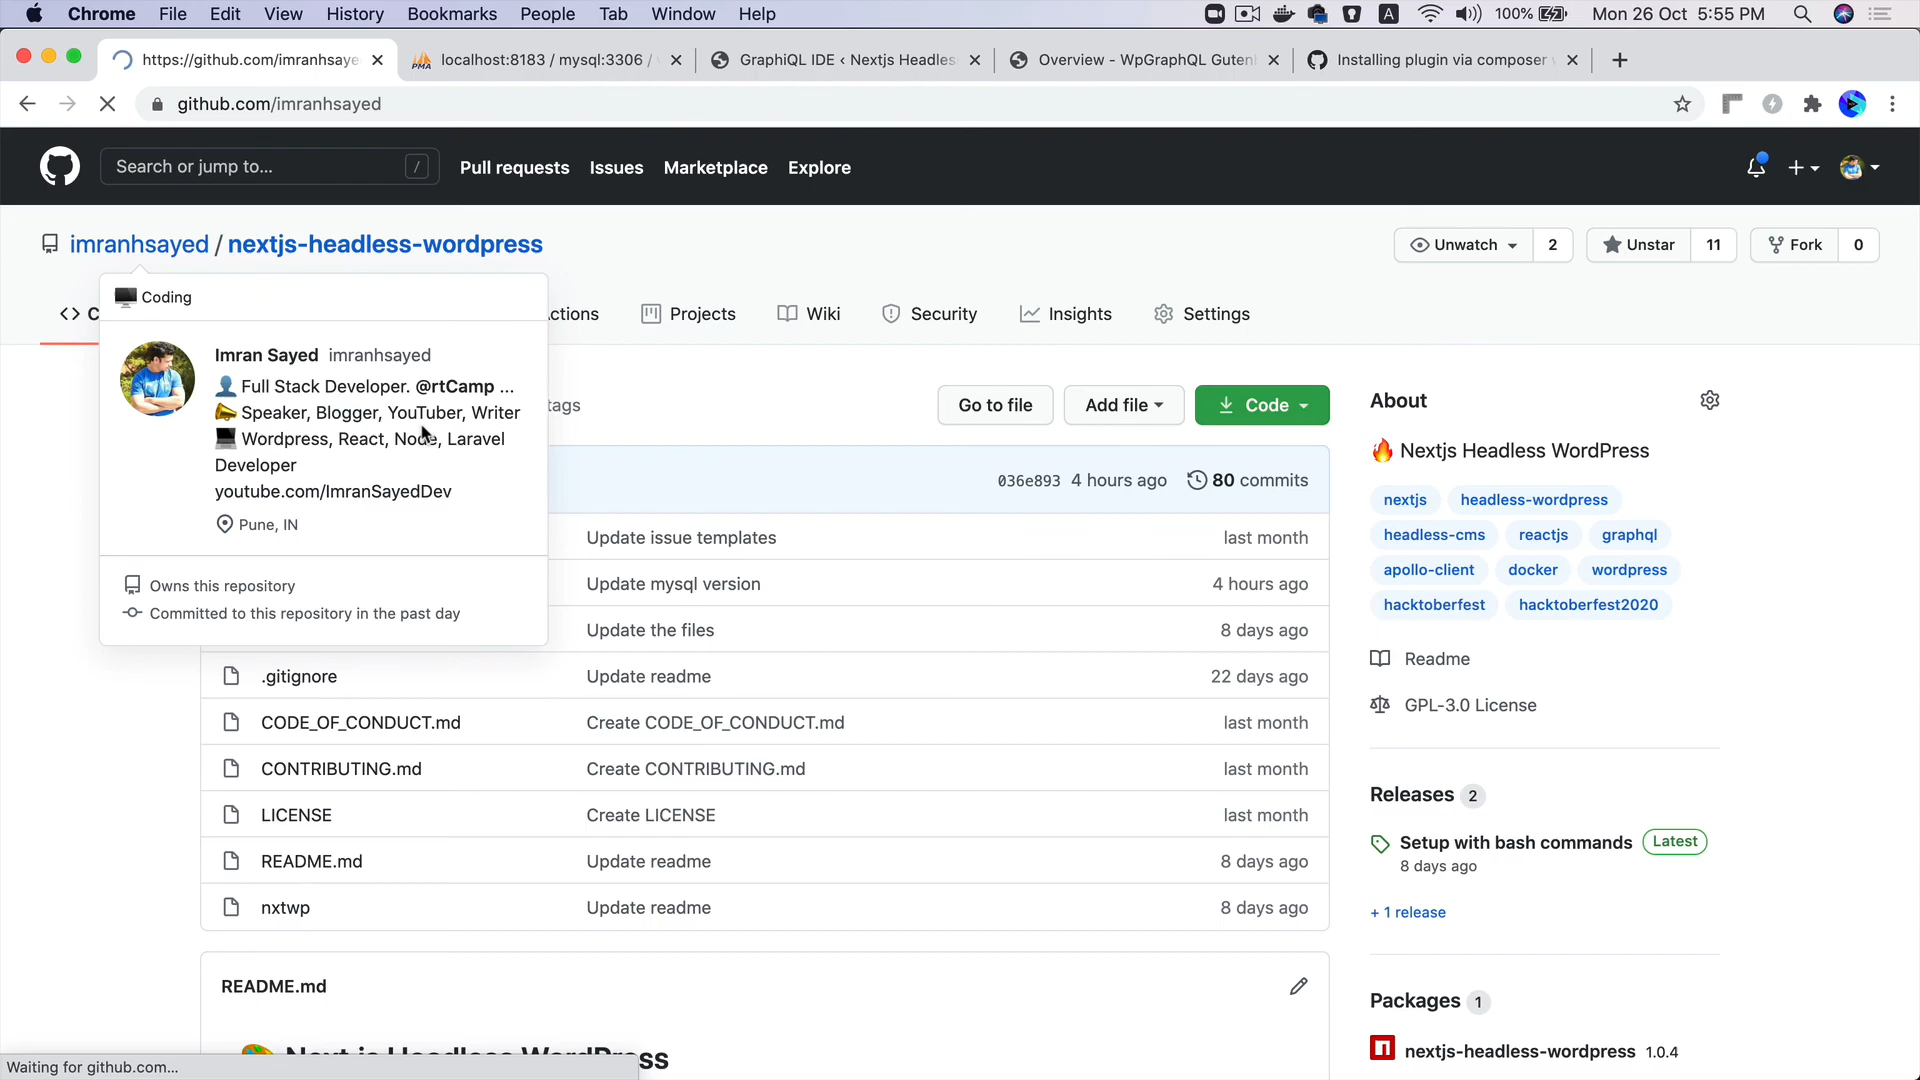 Chrome File Edit View History Bookmarks People Tab Window Help
A 100% Mon 26 Oct 5:55 PM
https://github.com/imranhsaye
PMA localhost:8183 / mysql:3306 /
GraphiQL IDE ‹ Nextjs Headles
Overview - WpGraphQL Guten
Installing plugin via composer
github.com/imranhsayed
Search or jump to... /
Pull requests Issues Marketplace Explore
imranhsayed / nextjs-headless-wordpress
Unwatch 2 Unstar 11 Fork 0
Coding
C
ctions Projects Wiki Security Insights Settings
Imran Sayed imranhsayed
Full Stack Developer. @rtCamp ...
Speaker, Blogger, YouTuber, Writer
Wordpress, React, Node, Laravel
Developer
youtube.com/ImranSayedDev
Pune, IN
Owns this repository
Committed to this repository in the past day
tags Go to file Add file Code
036e893 4 hours ago 80 commits
Update issue templates last month
Update mysql version 4 hours ago
Update the files 8 days ago
.gitignore Update readme 22 days ago
CODE_OF_CONDUCT.md Create CODE_OF_CONDUCT.md last month
CONTRIBUTING.md Create CONTRIBUTING.md last month
LICENSE Create LICENSE last month
README.md Update readme 8 days ago
nxtwp Update readme 8 days ago
README.md
Next.js Headless WordPress
About
Nextjs Headless WordPress
nextjs headless-wordpress
headless-cms reactjs graphql
apollo-client docker wordpress
hacktoberfest hacktoberfest2020
Readme
GPL-3.0 License
Releases 2
Setup with bash commands Latest
8 days ago
+ 1 release
Packages 1
nextjs-headless-wordpress 1.0.4
Waiting for github.com...